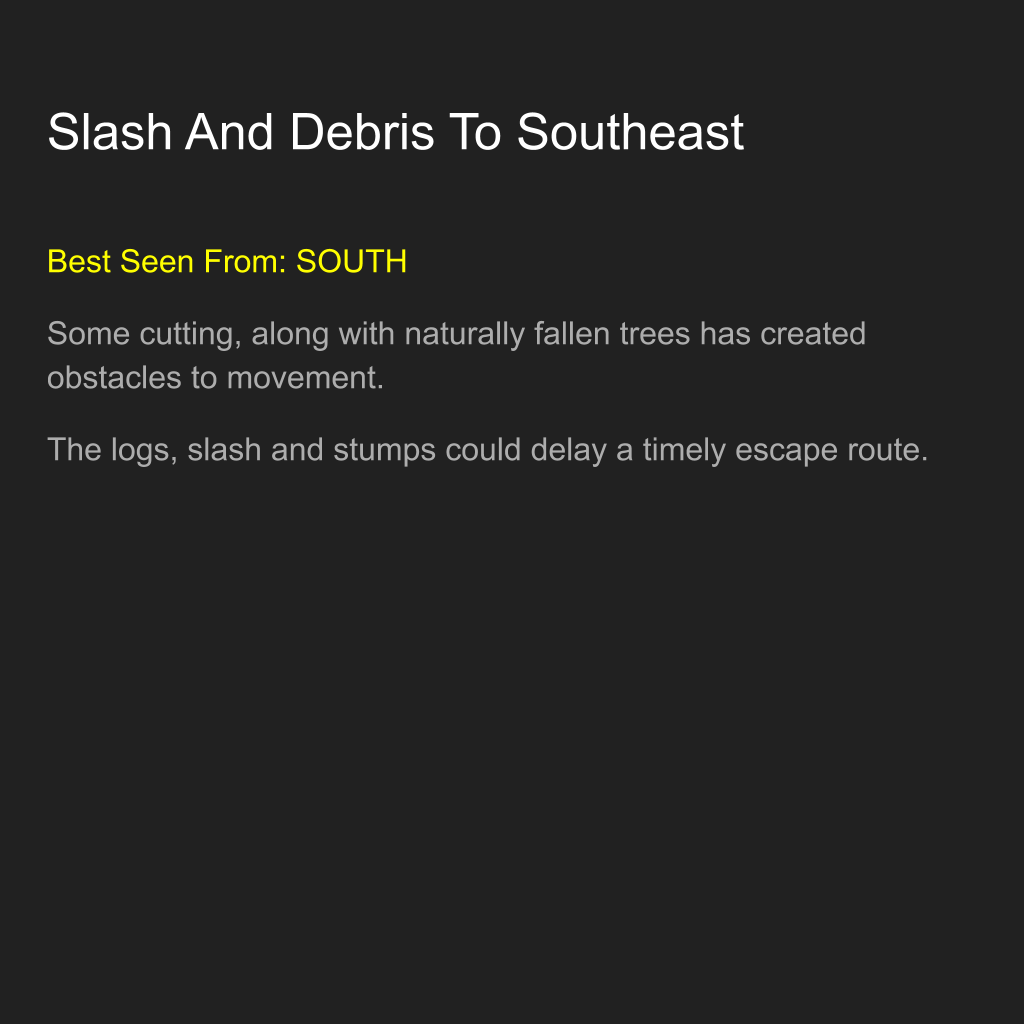 Slash And Debris To Southeast
Best Seen From: SOUTH
Some cutting, along with naturally fallen trees has created
obstacles to movement.
The logs, slash and stumps could delay a timely escape route.